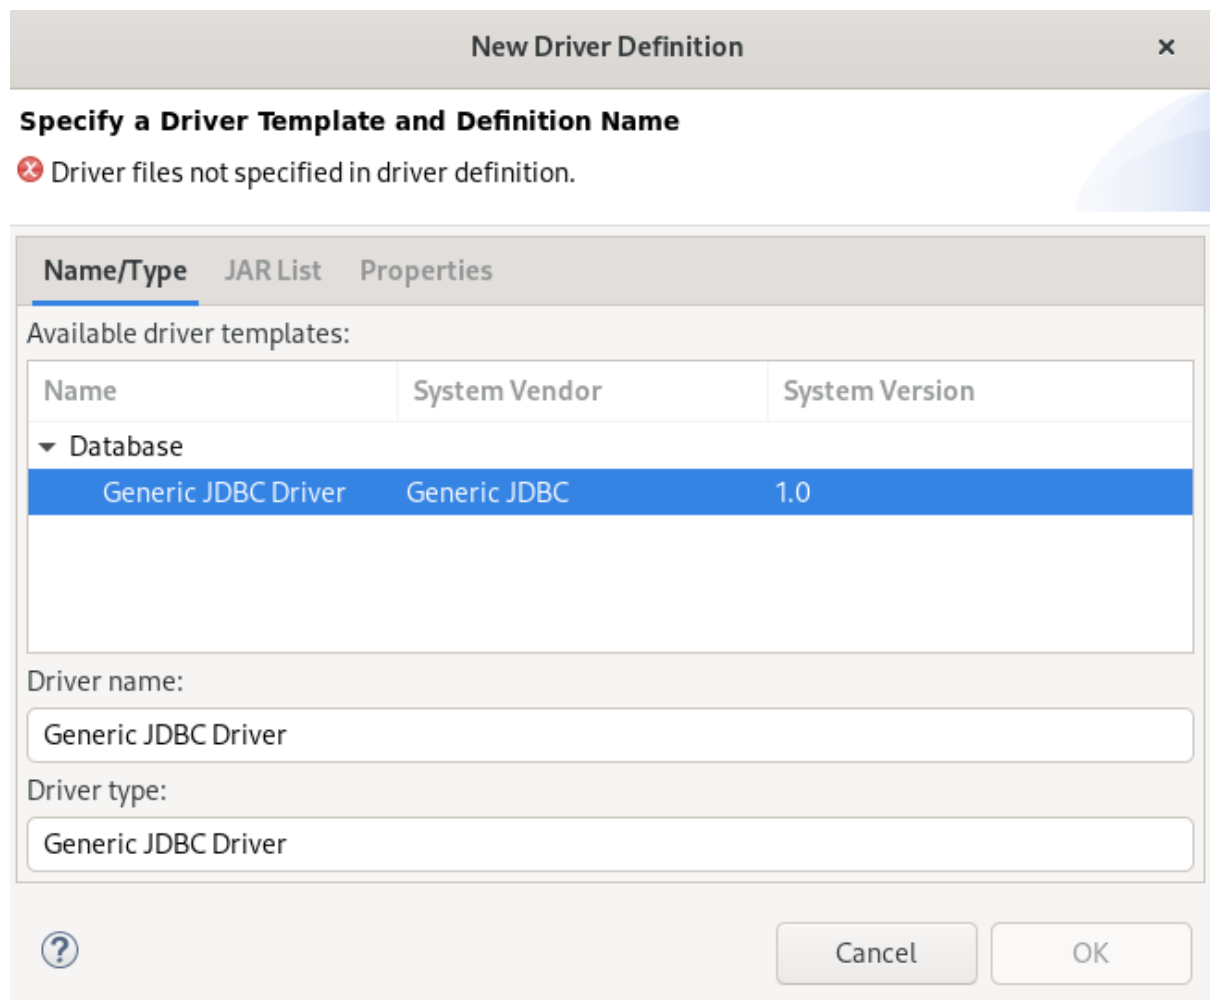 New Driver Definition
Specify a Driver Template and Definition Name
Driver files not specified in driver definition.
Name/Type JAR List Properties
Available driver templates:
Name System Vendor System Version
Database
Generic JDBC Driver Generic JDBC 1.0
Driver name:
Generic JDBC Driver
Driver type:
Generic JDBC Driver
? Cancel OK